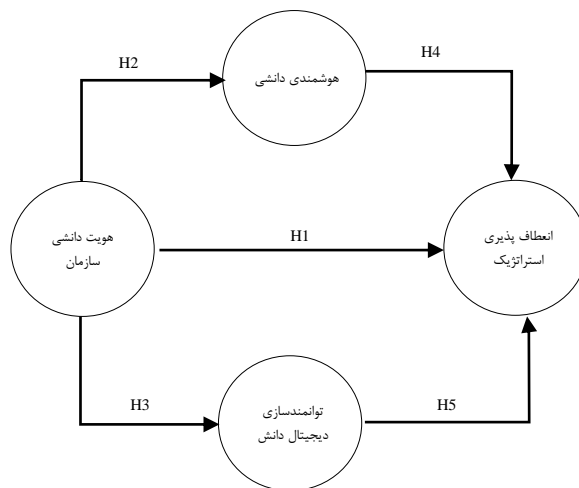 H2
هوشمندی دانشی
H4
هویت دانشی
سازمان
H1
انعطاف پذیری
استراتژیک
H3
توانمندسازی
دیجیتال دانش
H5